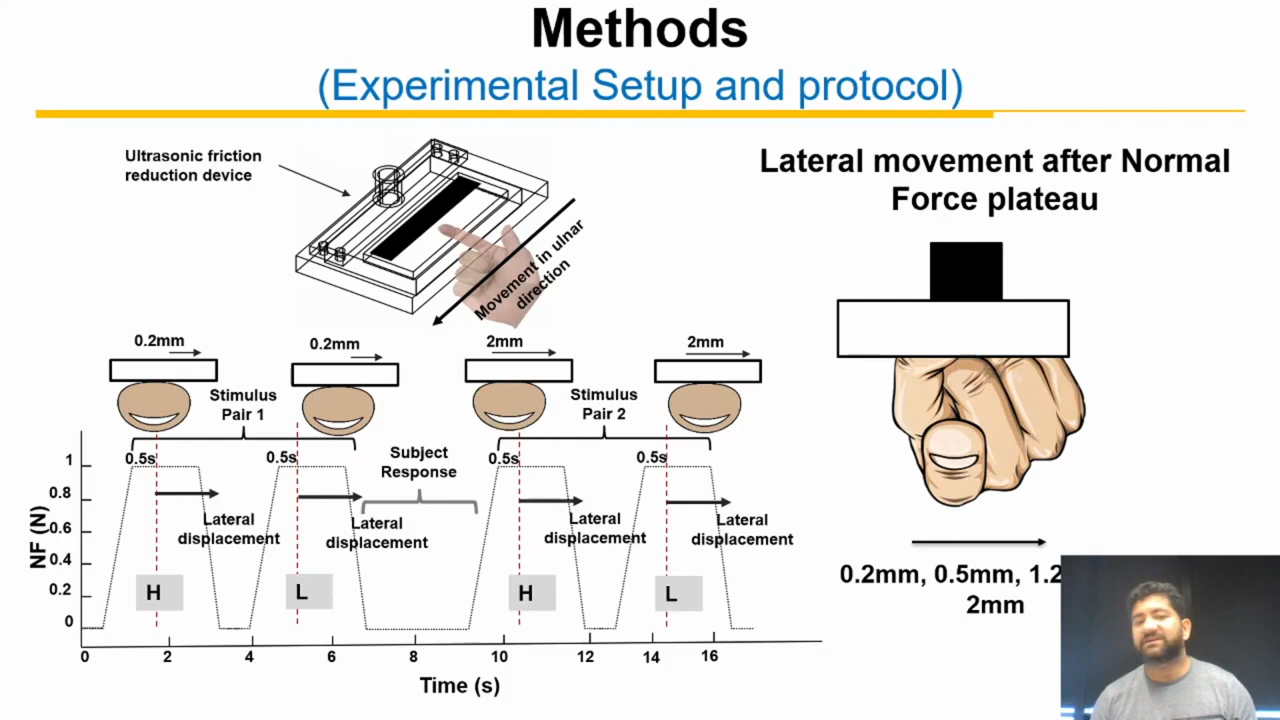 Methods
(Experimental Setup and protocol)
Ultrasonic friction
reduction device
Movement in ulnar
direction
Lateral movement after Normal
Force plateau
0.2mm
0.2mm
2mm
2mm
Stimulus
Pair 1
Stimulus
Pair 2
Subject
Response
0.5s
0.5s
0.5s
0.5s
Lateral
displacement
Lateral
displacement
Lateral
displacement
Lateral
displacement
H
L
H
L
NF (N)
1
0.8
0.6
0.4
0.2
0
0
2
4
6
8
10
12
14
16
Time (s)
0.2mm, 0.5mm, 1.2
2mm